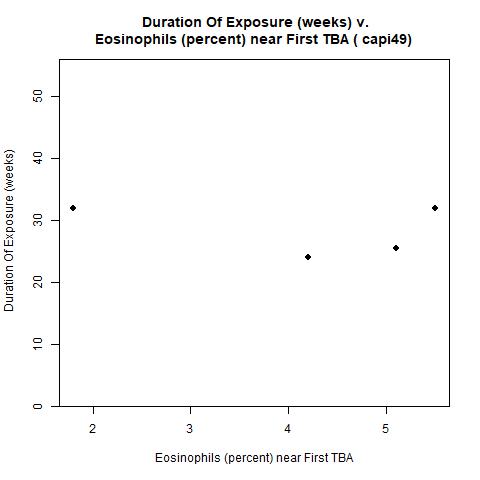 Duration Of Exposure (weeks) v.
Eosinophils (percent) near First TBA ( capi49)
Duration Of Exposure (weeks)
50
40
30
20
10
0
2 3 4 5
Eosinophils (percent) near First TBA